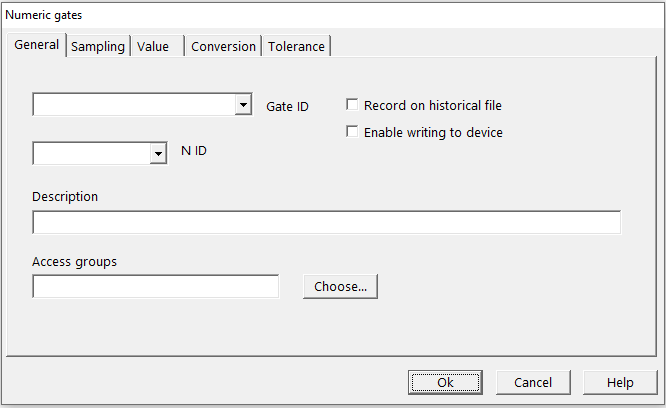 Numeric gates
General Sampling Value Conversion Tolerance
Gate ID Record on historical file
Enable writing to device
N ID
Description
Access groups
Choose...
Ok Cancel Help